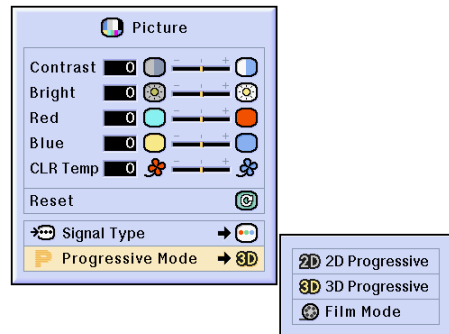 Picture
Contrast 0
Bright 0
Red 0
Blue 0
CLR Temp 0
Reset
Signal Type
P Progressive Mode 3D
2D 2D Progressive
3D 3D Progressive
Film Mode